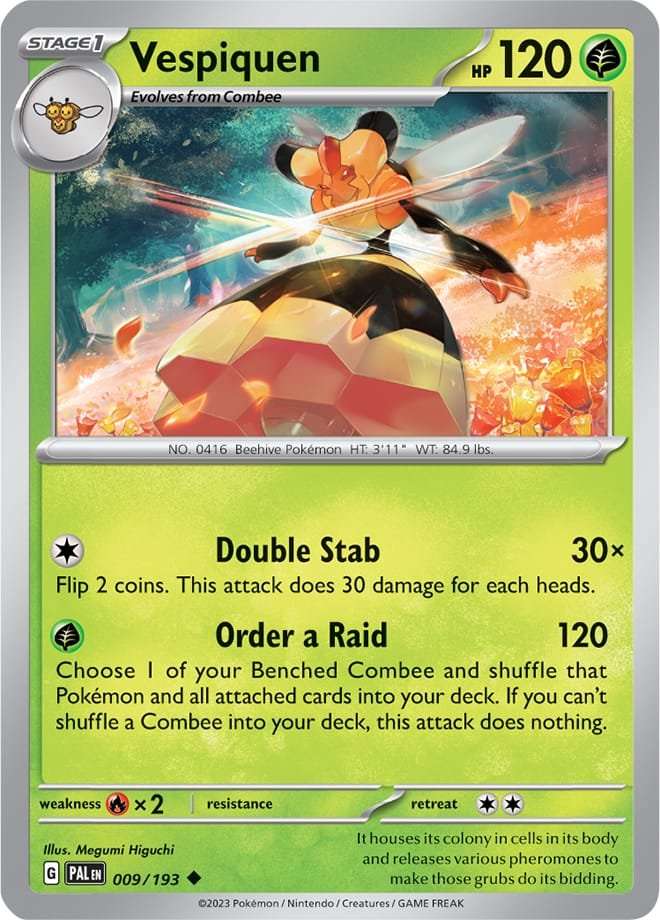 STAGE 1
Vespiquen
HP 120
Evolves from Combee
NO. 0416 Beehive Pokémon HT: 3'11" WT: 84.9 lbs.
Double Stab 30×
Flip 2 coins. This attack does 30 damage for each heads.
Order a Raid 120
Choose 1 of your Benched Combee and shuffle that
Pokémon and all attached cards into your deck. If you can't
shuffle a Combee into your deck, this attack does nothing.
weakness × 2 resistance retreat
Illus. Megumi Higuchi
G PAL EN 009/193
It houses its colony in cells in its body
and releases various pheromones to
make those grubs do its bidding.
©2023 Pokémon / Nintendo / Creatures / GAME FREAK